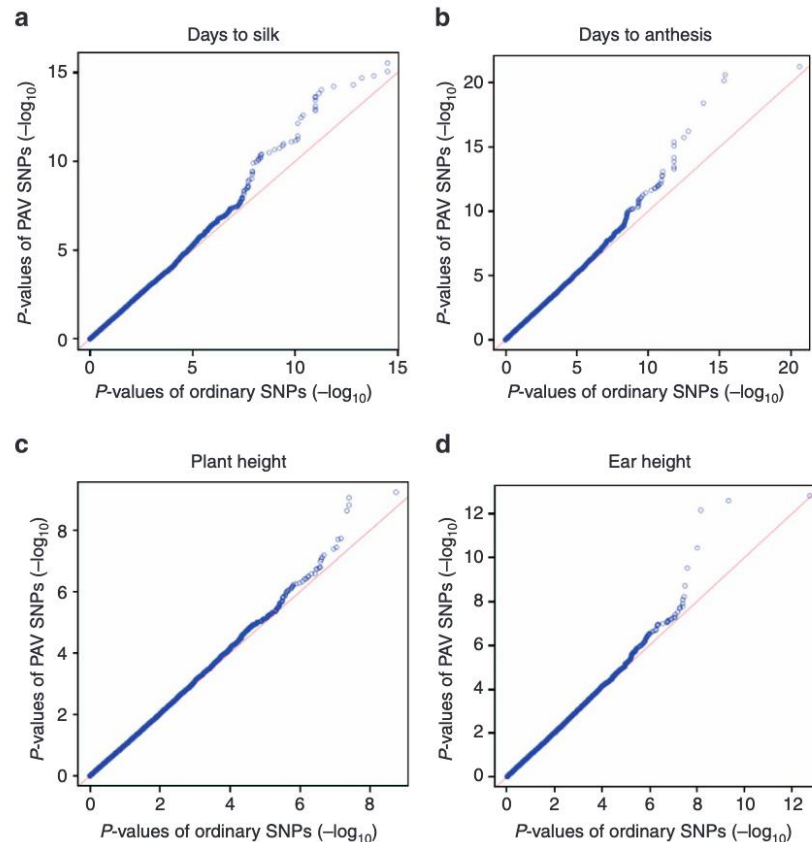 a
Days to silk
P-values of PAV SNPs (–log10)
15
10
5
0
0 5 10 15
P-values of ordinary SNPs (–log10)
b
Days to anthesis
P-values of PAV SNPs (–log10)
20
15
10
5
0
0 5 10 15 20
P-values of ordinary SNPs (–log10)
c
Plant height
P-values of PAV SNPs (–log10)
8
6
4
2
0
0 2 4 6 8
P-values of ordinary SNPs (–log10)
d
Ear height
P-values of PAV SNPs (–log10)
12
10
8
6
4
2
0
0 2 4 6 8 10 12
P-values of ordinary SNPs (–log10)